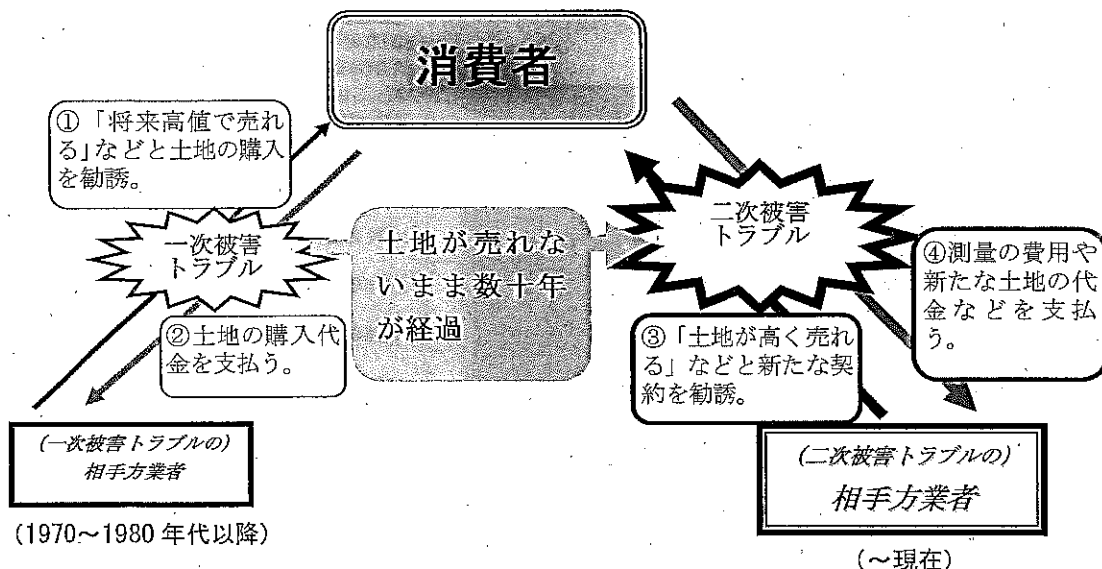 消費者
①「将来高値で売れ
る」などと土地の購入
を勧誘。
一次被害
トラブル
②土地の購入代
金を支払う。
土地が売れな
いまま数十年
が経過
二次被害
トラブル
③「土地が高く売れ
る」などと新たな契
約を勧誘。
④測量の費用や
新たな土地の代
金などを支払
う。
(一次被害トラブルの)
相手方業者
(1970～1980 年代以降)
(二次被害トラブルの)
相手方業者
(～現在)